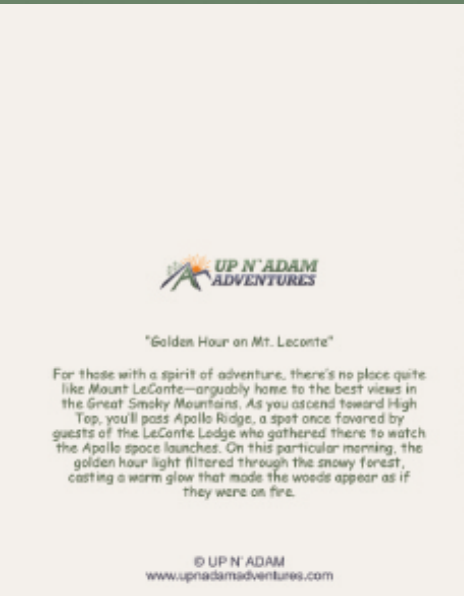 UP N' ADAM
ADVENTURES
"Golden Hour on Mt. Leconte"
For those with a spirit of adventure, there's no place quite
like Mount LeConte—arguably home to the best views in
the Great Smoky Mountains. As you ascend toward High
Top, you'll pass Apollo Ridge, a spot once favored by
guests of the LeConte Lodge who gathered there to watch
the Apollo space launches. On this particular morning, the
golden hour light filtered through the snowy forest,
casting a warm glow that made the woods appear as if
they were on fire.
© UP N' ADAM
www.upnadamadventures.com